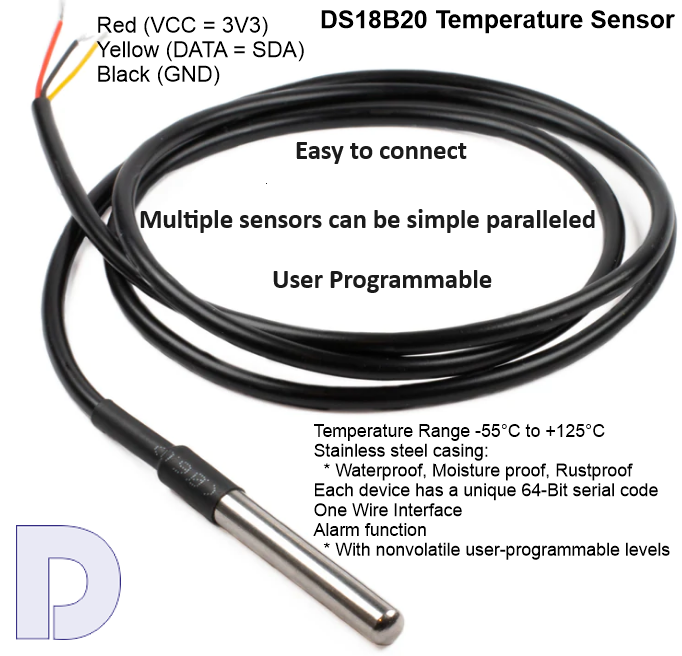 DS18B20 Temperature Sensor
Red (VCC = 3V3)
Yellow (DATA = SDA)
Black (GND)
Easy to connect
Multiple sensors can be simple paralleled
User Programmable
Temperature Range -55°C to +125°C
Stainless steel casing:
* Waterproof, Moisture proof, Rustproof
Each device has a unique 64-Bit serial code
One Wire Interface
Alarm function
* With nonvolatile user-programmable levels
D